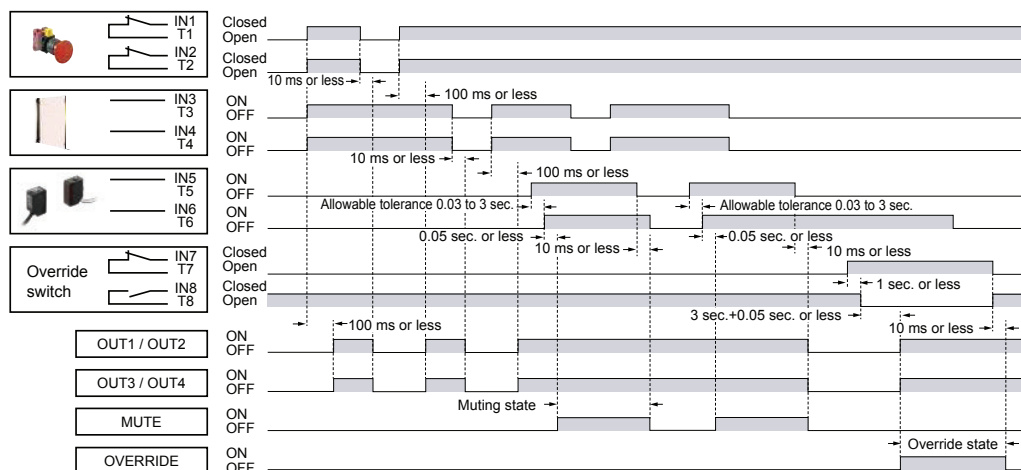 IN1
T1
IN2
T2
Closed
Open
Closed
Open
10 ms or less
100 ms or less
IN3
T3
IN4
T4
ON
OFF
ON
OFF
10 ms or less
100 ms or less
IN5
T5
IN6
T6
ON
OFF
ON
OFF
Allowable tolerance 0.03 to 3 sec.
Allowable tolerance 0.03 to 3 sec.
0.05 sec. or less
0.05 sec. or less
10 ms or less
10 ms or less
Override
switch
IN7
T7
IN8
T8
Closed
Open
Closed
Open
1 sec. or less
3 sec.+0.05 sec. or less
10 ms or less
100 ms or less
OUT1 / OUT2
ON
OFF
OUT3 / OUT4
ON
OFF
Muting state
MUTE
ON
OFF
Override state
OVERRIDE
ON
OFF